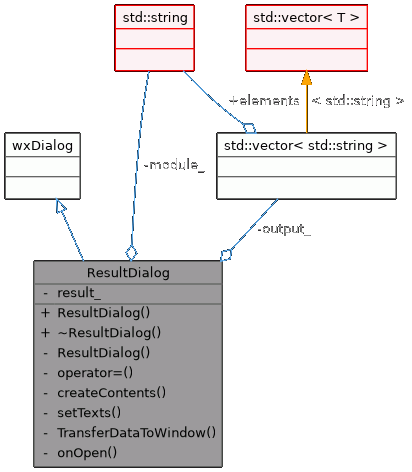 std::string
std::vector< T >
+elements
< std::string >
wxDialog
std::vector< std::string >
-module_
-output_
ResultDialog
- result_
+ ResultDialog()
+ ~ResultDialog()
- ResultDialog()
- operator=()
- createContents()
- setTexts()
- TransferDataToWindow()
- onOpen()